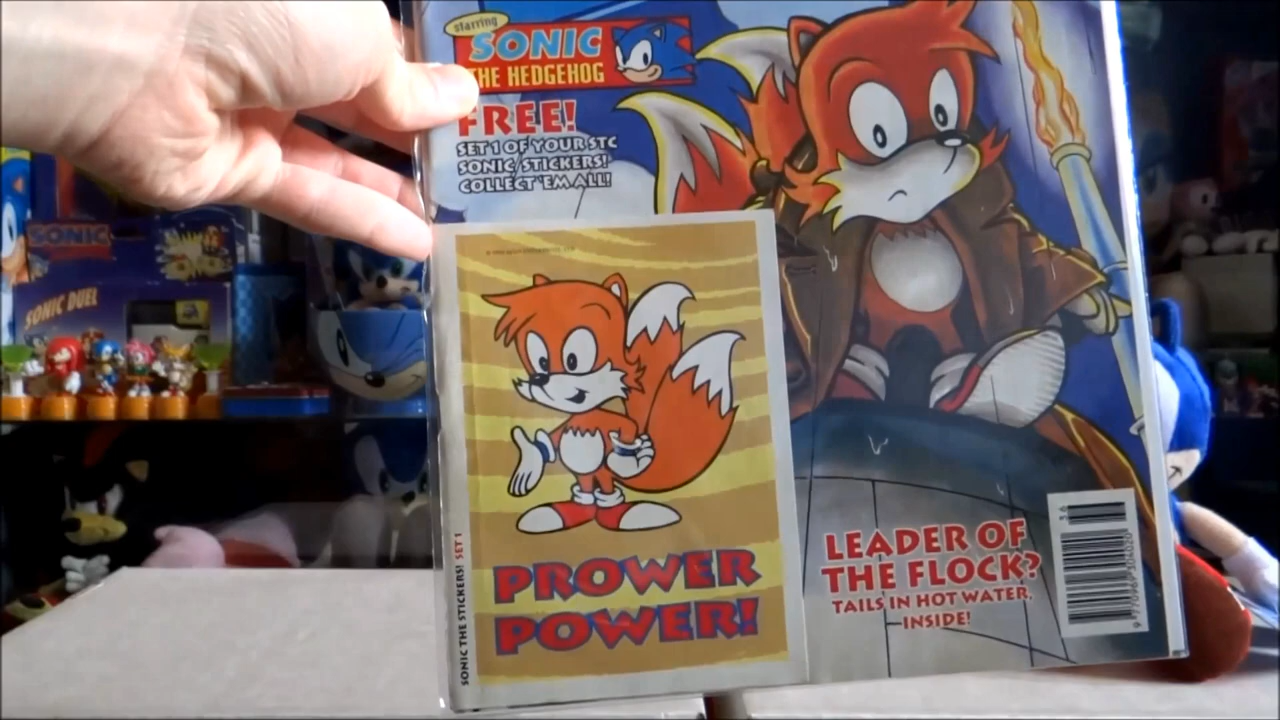 starring
SONIC
THE HEDGEHOG
FREE!
SET 1 OF YOUR STC
SONIC STICKERS!
COLLECT 'EM ALL!
SONIC
SONIC DUEL
PROWER
POWER!
SONIC THE STICKERS! SET 1
LEADER OF
THE FLOCK?
TAILS IN HOT WATER,
INSIDE!